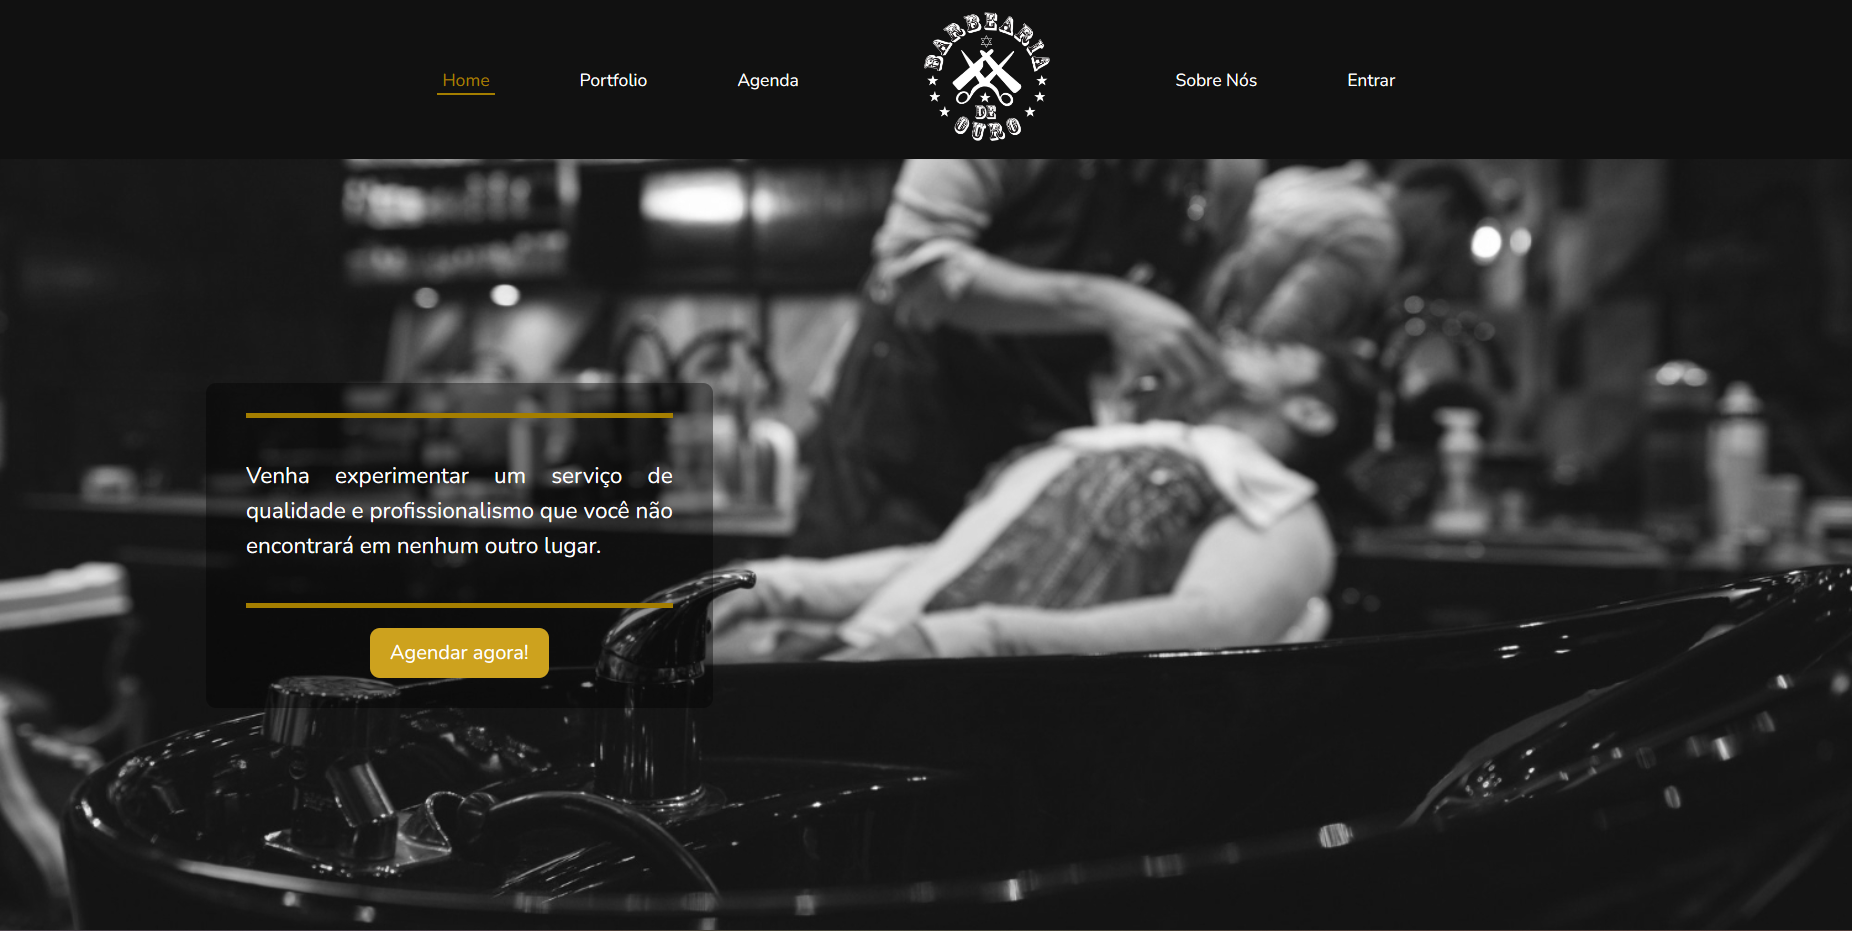 Home
Portfolio
Agenda
BARBEARIA
DE
OURO
Sobre Nós
Entrar
Venha experimentar um serviço de
qualidade e profissionalismo que você não
encontrará em nenhum outro lugar.
Agendar agora!